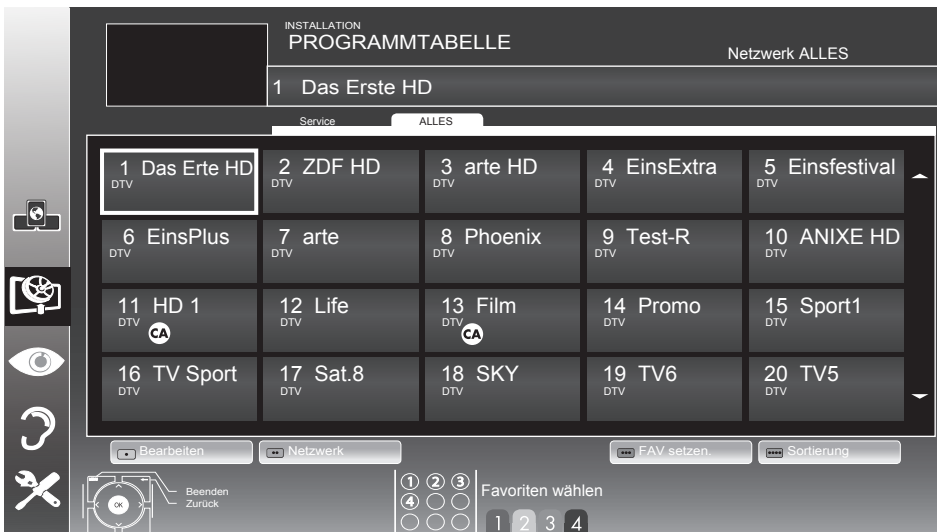 INSTALLATION
PROGRAMMTABELLE
Netzwerk ALLES
1 Das Erste HD
Service ALLES
1 Das Erte HD 2 ZDF HD 3 arte HD 4 EinsExtra 5 Einsfestival
DTV DTV DTV DTV DTV
6 EinsPlus 7 arte 8 Phoenix 9 Test-R 10 ANIXE HD
DTV DTV DTV DTV DTV
11 HD 1 12 Life 13 Film 14 Promo 15 Sport1
DTV DTV DTV DTV DTV
CA CA
16 TV Sport 17 Sat.8 18 SKY 19 TV6 20 TV5
DTV DTV DTV DTV DTV
Bearbeiten Netzwerk FAV setzen. Sortierung
Beenden
Zurück
OK
1 2 3
4
Favoriten wählen
1 2 3 4